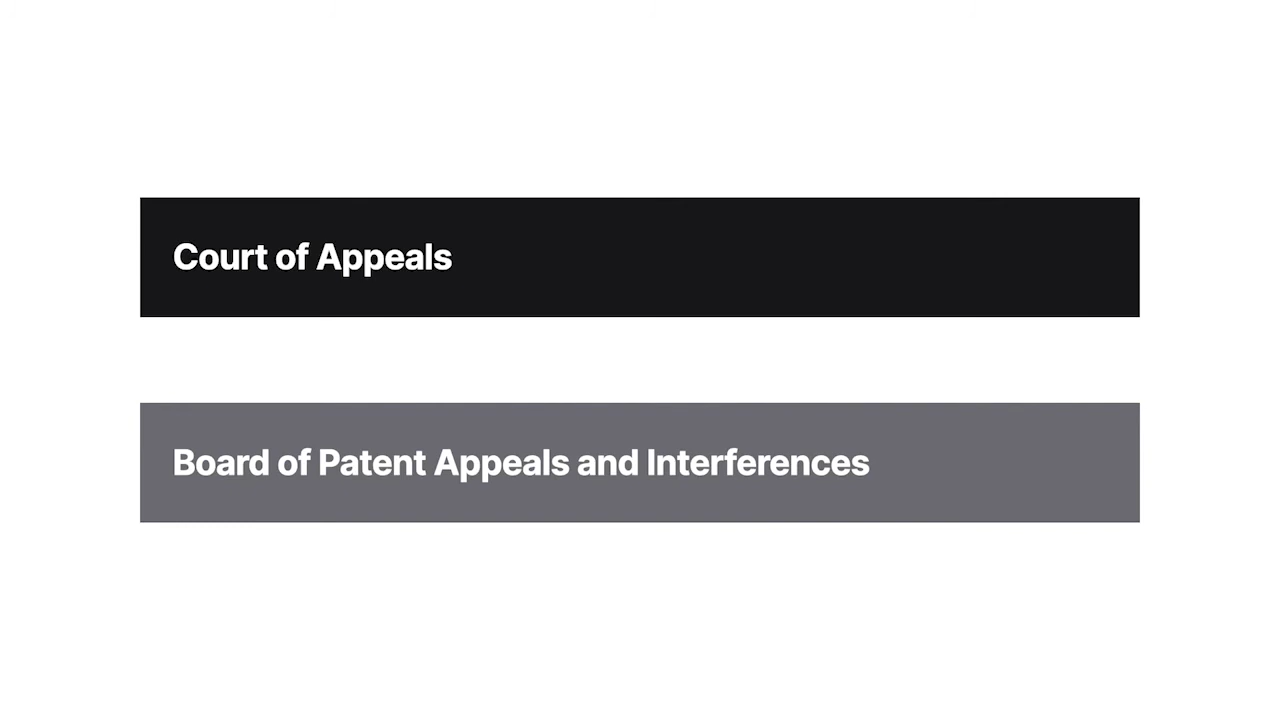 Court of Appeals
Board of Patent Appeals and Interferences